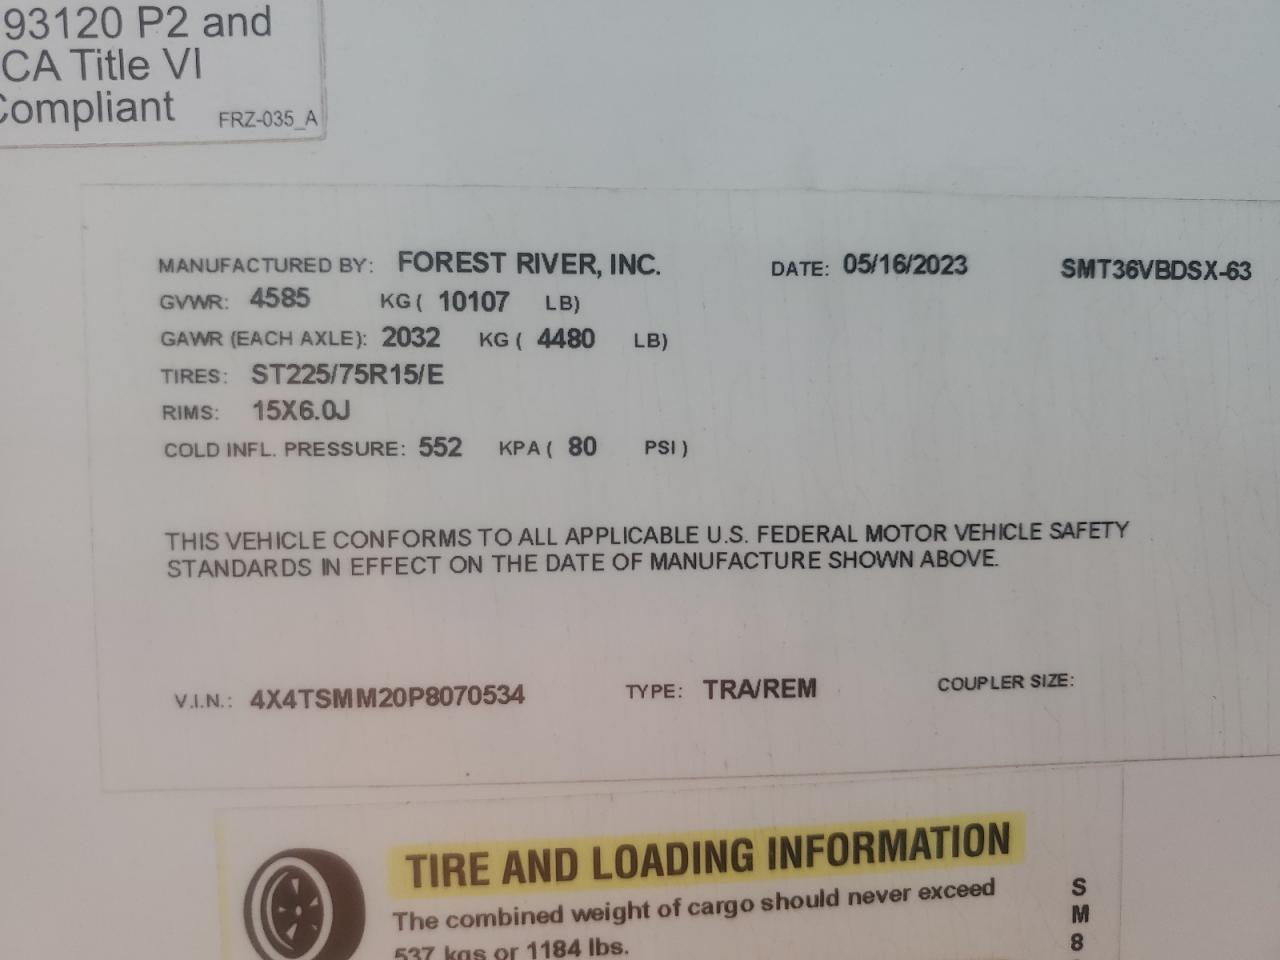 93120 P2 and
CA Title VI
Compliant FRZ-035_A
MANUFACTURED BY: FOREST RIVER, INC. DATE: 05/16/2023 SMT36VBDSX-63
GVWR: 4585 KG ( 10107 LB)
GAWR (EACH AXLE): 2032 KG ( 4480 LB)
TIRES: ST225/75R15/E
RIMS: 15X6.0J
COLD INFL. PRESSURE: 552 KPA ( 80 PSI )
THIS VEHICLE CONFORMS TO ALL APPLICABLE U.S. FEDERAL MOTOR VEHICLE SAFETY
STANDARDS IN EFFECT ON THE DATE OF MANUFACTURE SHOWN ABOVE.
V.I.N.: 4X4TSMM20P8070534 TYPE: TRA/REM COUPLER SIZE:
TIRE AND LOADING INFORMATION
The combined weight of cargo should never exceed
537 kgs or 1184 lbs.
S
M
8